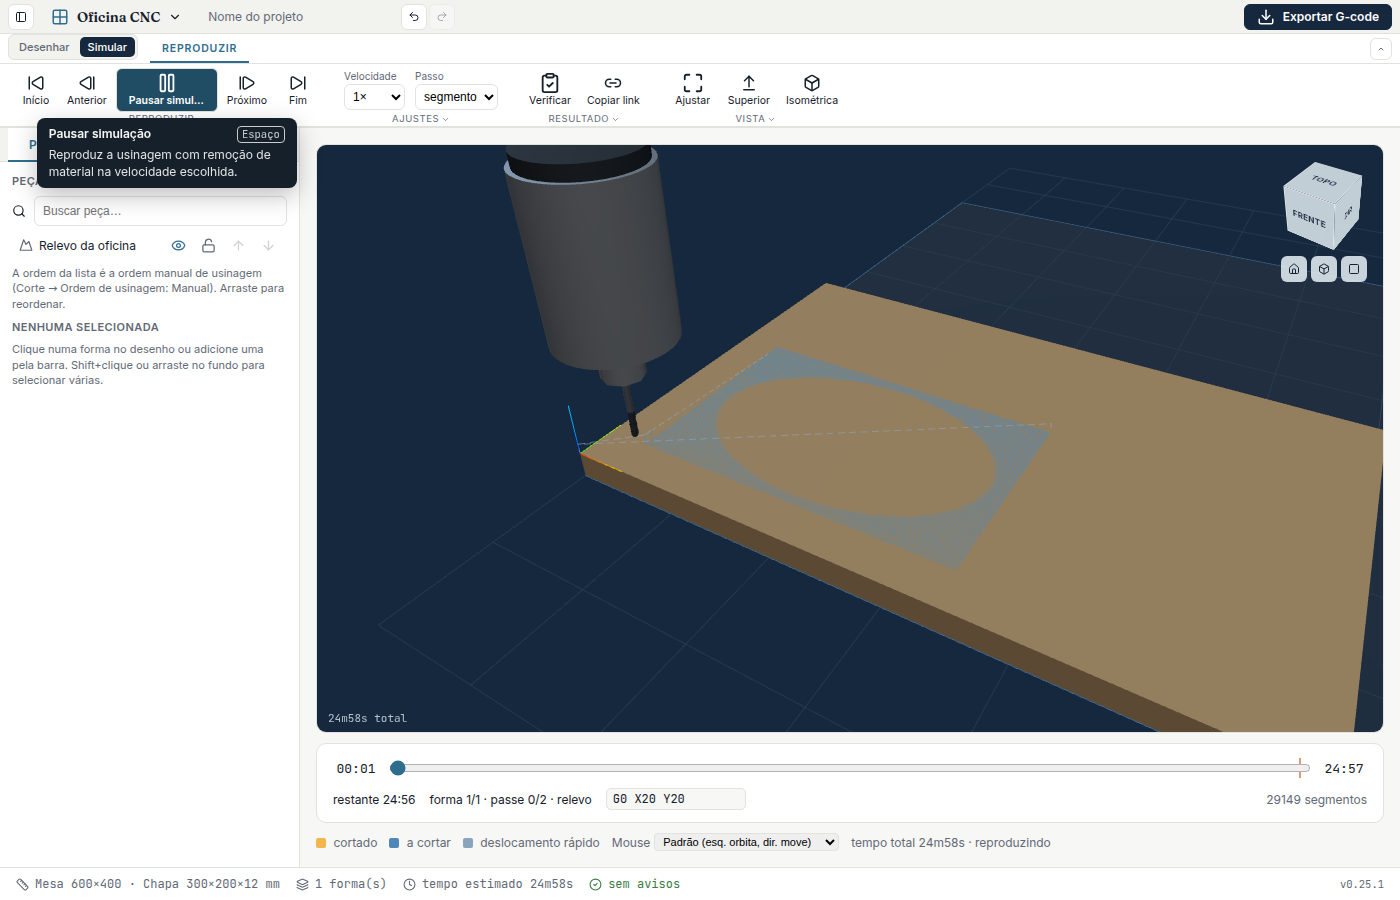 Oficina CNC
Nome do projeto
Exportar G-code
Desenhar
Simular
REPRODUZIR
Início
Anterior
Pausar simul...
Próximo
Fim
Velocidade
1×
Passo
segmento
AJUSTES
Verificar
Copiar link
RESULTADO
Ajustar
Superior
Isométrica
VISTA
Pausar simulação
Espaço
Reproduz a usinagem com remoção de
material na velocidade escolhida.
Buscar peça…
Relevo da oficina
A ordem da lista é a ordem manual de usinagem
(Corte → Ordem de usinagem: Manual). Arraste para
reordenar.
NENHUMA SELECIONADA
Clique numa forma no desenho ou adicione uma
pela barra. Shift+clique ou arraste no fundo para
selecionar várias.
TOPO
FRENTE
24m58s total
00:01
24:57
restante 24:56
forma 1/1 · passe 0/2 · relevo
G0 X20 Y20
29149 segmentos
cortado
a cortar
deslocamento rápido
Mouse
Padrão (esq. orbita, dir. move)
tempo total 24m58s · reproduzindo
Mesa 600×400 · Chapa 300×200×12 mm
1 forma(s)
tempo estimado 24m58s
sem avisos
v0.25.1